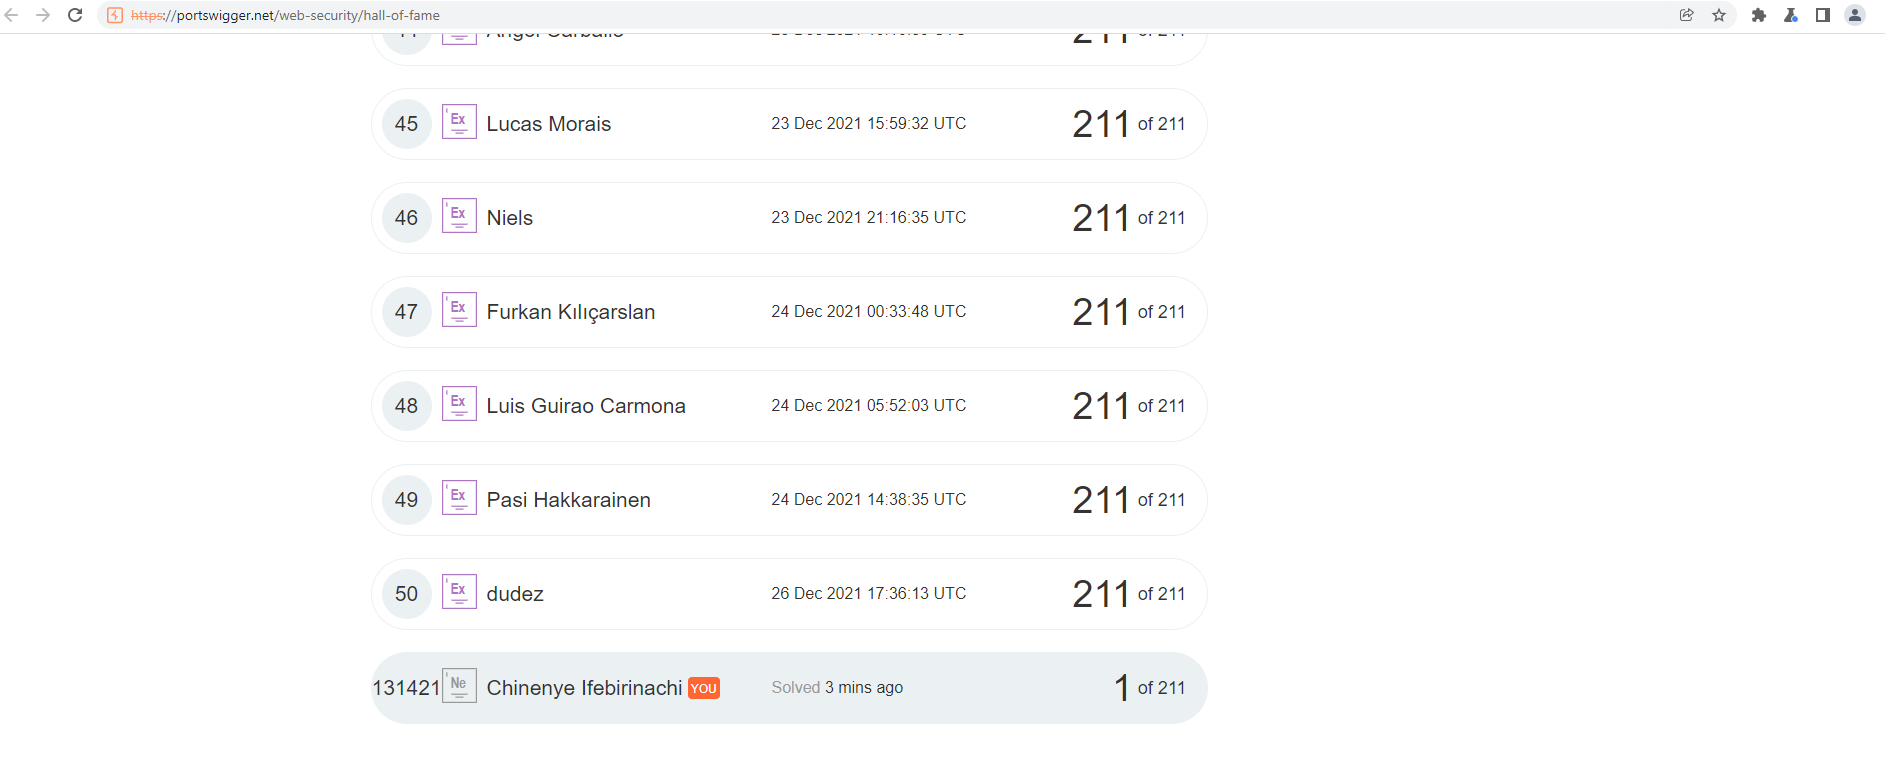 https://portswigger.net/web-security/hall-of-fame
211 of 211
45 Ex Lucas Morais 23 Dec 2021 15:59:32 UTC 211 of 211
46 Ex Niels 23 Dec 2021 21:16:35 UTC 211 of 211
47 Ex Furkan Kılıçarslan 24 Dec 2021 00:33:48 UTC 211 of 211
48 Ex Luis Guirao Carmona 24 Dec 2021 05:52:03 UTC 211 of 211
49 Ex Pasi Hakkarainen 24 Dec 2021 14:38:35 UTC 211 of 211
50 Ex dudez 26 Dec 2021 17:36:13 UTC 211 of 211
131421 Ne Chinenye Ifebirinachi YOU Solved 3 mins ago 1 of 211